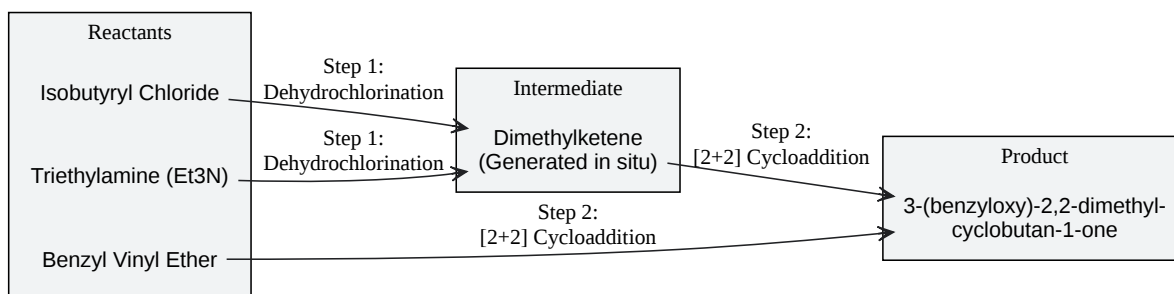 Reactants
Isobutyryl Chloride
Triethylamine (Et3N)
Benzyl Vinyl Ether
Step 1:
Dehydrochlorination
Step 1:
Dehydrochlorination
Intermediate
Dimethylketene
(Generated in situ)
Step 2:
[2+2] Cycloaddition
Step 2:
[2+2] Cycloaddition
Product
3-(benzyloxy)-2,2-dimethyl-
cyclobutan-1-one